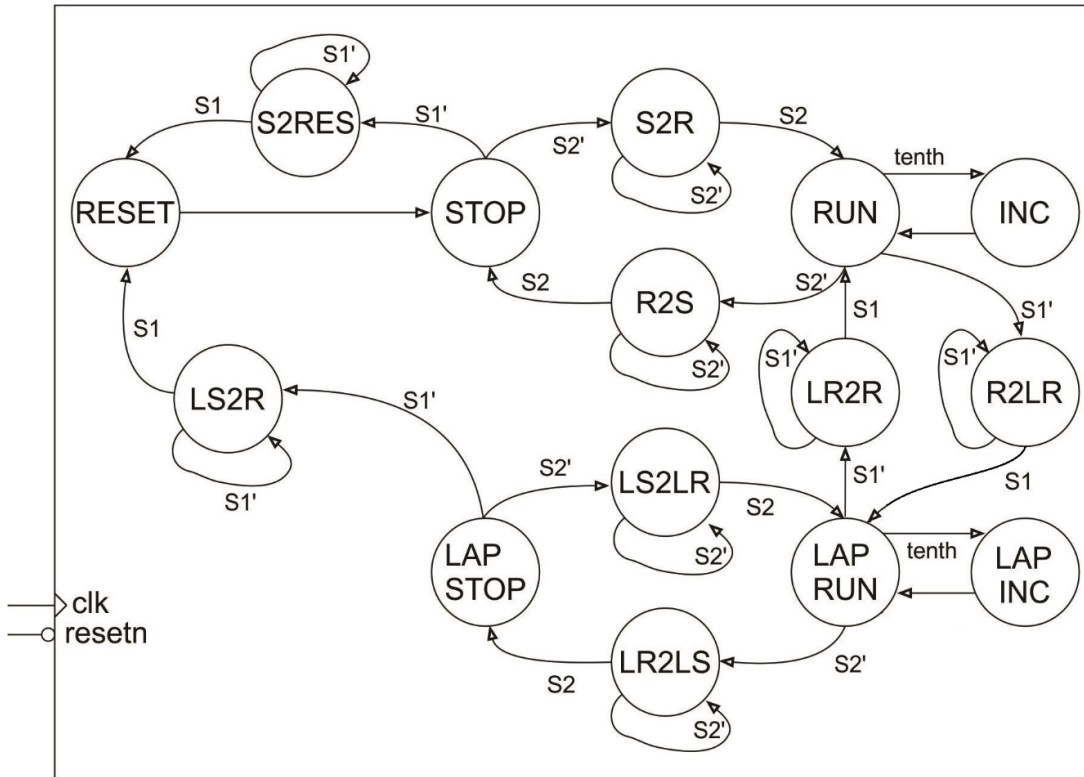 S1'
S1
S2RES
S1'
S2'
S2R
S2
S2'
tenth
RESET
STOP
RUN
INC
S2
R2S
S2'
S2'
S1
S1'
S1
LS2R
S1'
S1'
S1'
LR2R
S1'
R2LR
S1'
S2'
LS2LR
S2
S1'
S1
S2'
LAP
STOP
LAP
RUN
tenth
LAP
INC
clk
resetn
S2
LR2LS
S2'
S2'